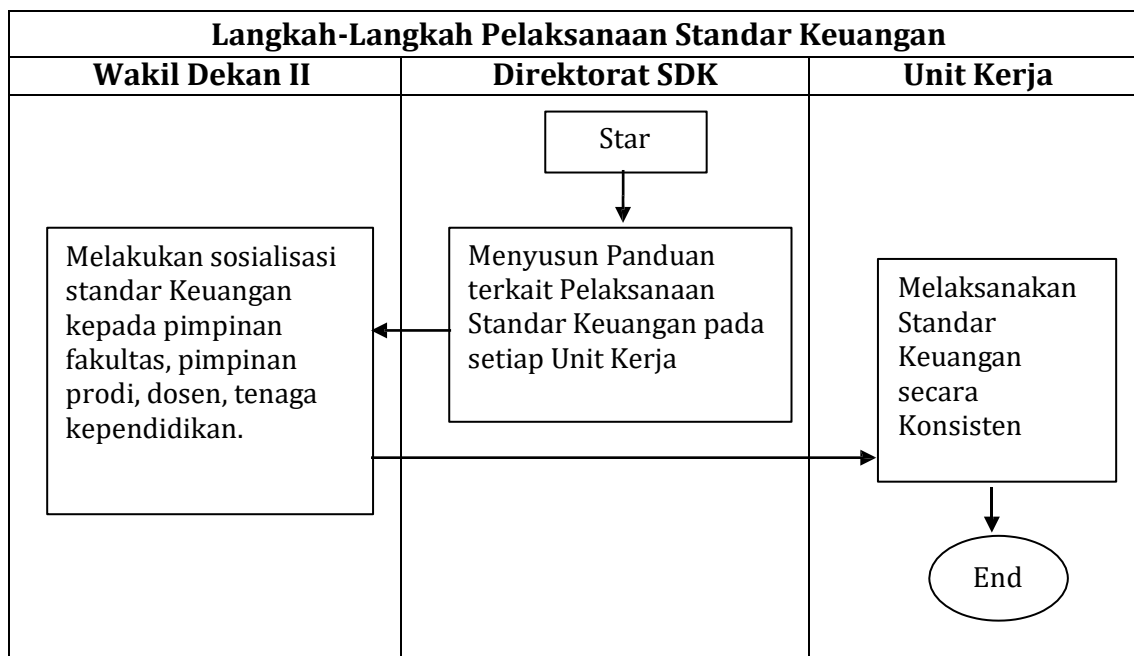 Langkah-Langkah Pelaksanaan Standar Keuangan
Wakil Dekan II
Direktorat SDK
Unit Kerja
Star
Menyusun Panduan
terkait Pelaksanaan
Standar Keuangan pada
setiap Unit Kerja
Melakukan sosialisasi
standar Keuangan
kepada pimpinan
fakultas, pimpinan
prodi, dosen, tenaga
kependidikan.
Melaksanakan
Standar
Keuangan
secara
Konsisten
End